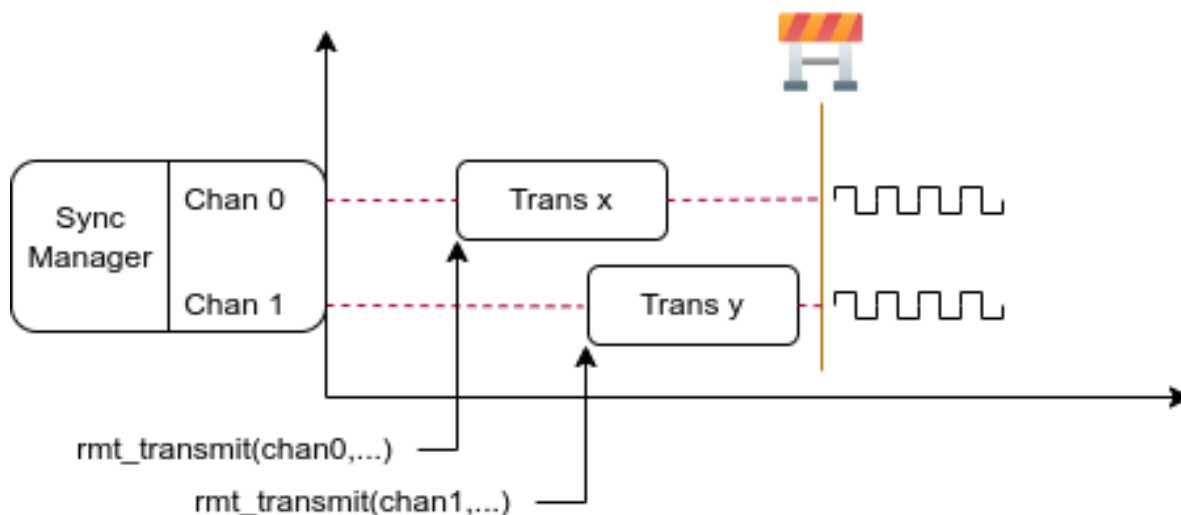 Sync
Manager
Chan 0
Chan 1
Trans x
Trans y
rmt_transmit(chan0,...)
rmt_transmit(chan1,...)